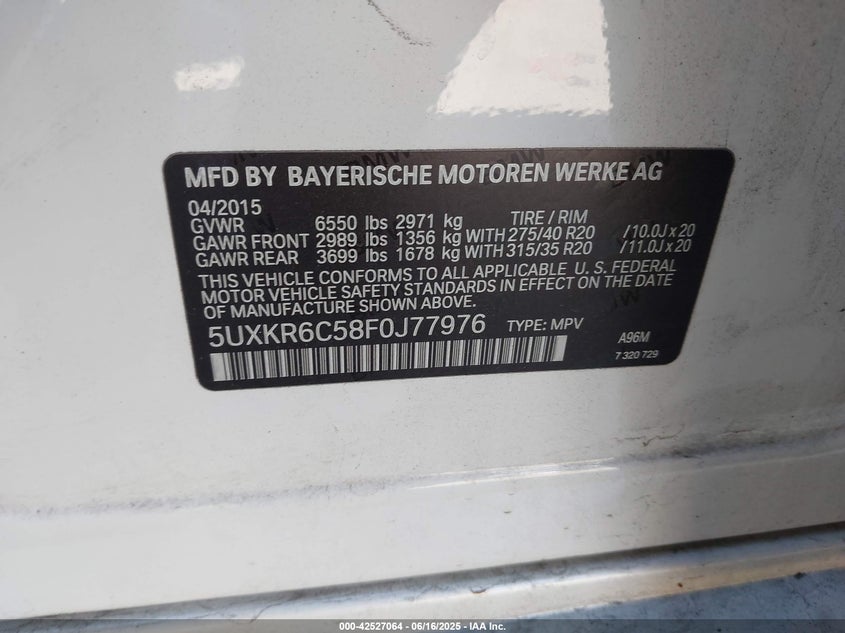 MFD BY BAYERISCHE MOTOREN WERKE AG
04/2015 TIRE / RIM
GVWR 6550 lbs 2971 kg
GAWR FRONT 2989 lbs 1356 kg WITH 275/40 R20 /10.0J x 20
GAWR REAR 3699 lbs 1678 kg WITH 315/35 R20 /11.0J x 20
THIS VEHICLE CONFORMS TO ALL APPLICABLE U. S. FEDERAL
MOTOR VEHICLE SAFETY STANDARDS IN EFFECT ON THE DATE
OF MANUFACTURE SHOWN ABOVE.
5UXKR6C58F0J77976 TYPE: MPV A96M
7 320 729
000-42527064 - 06/16/2025 - IAA Inc.